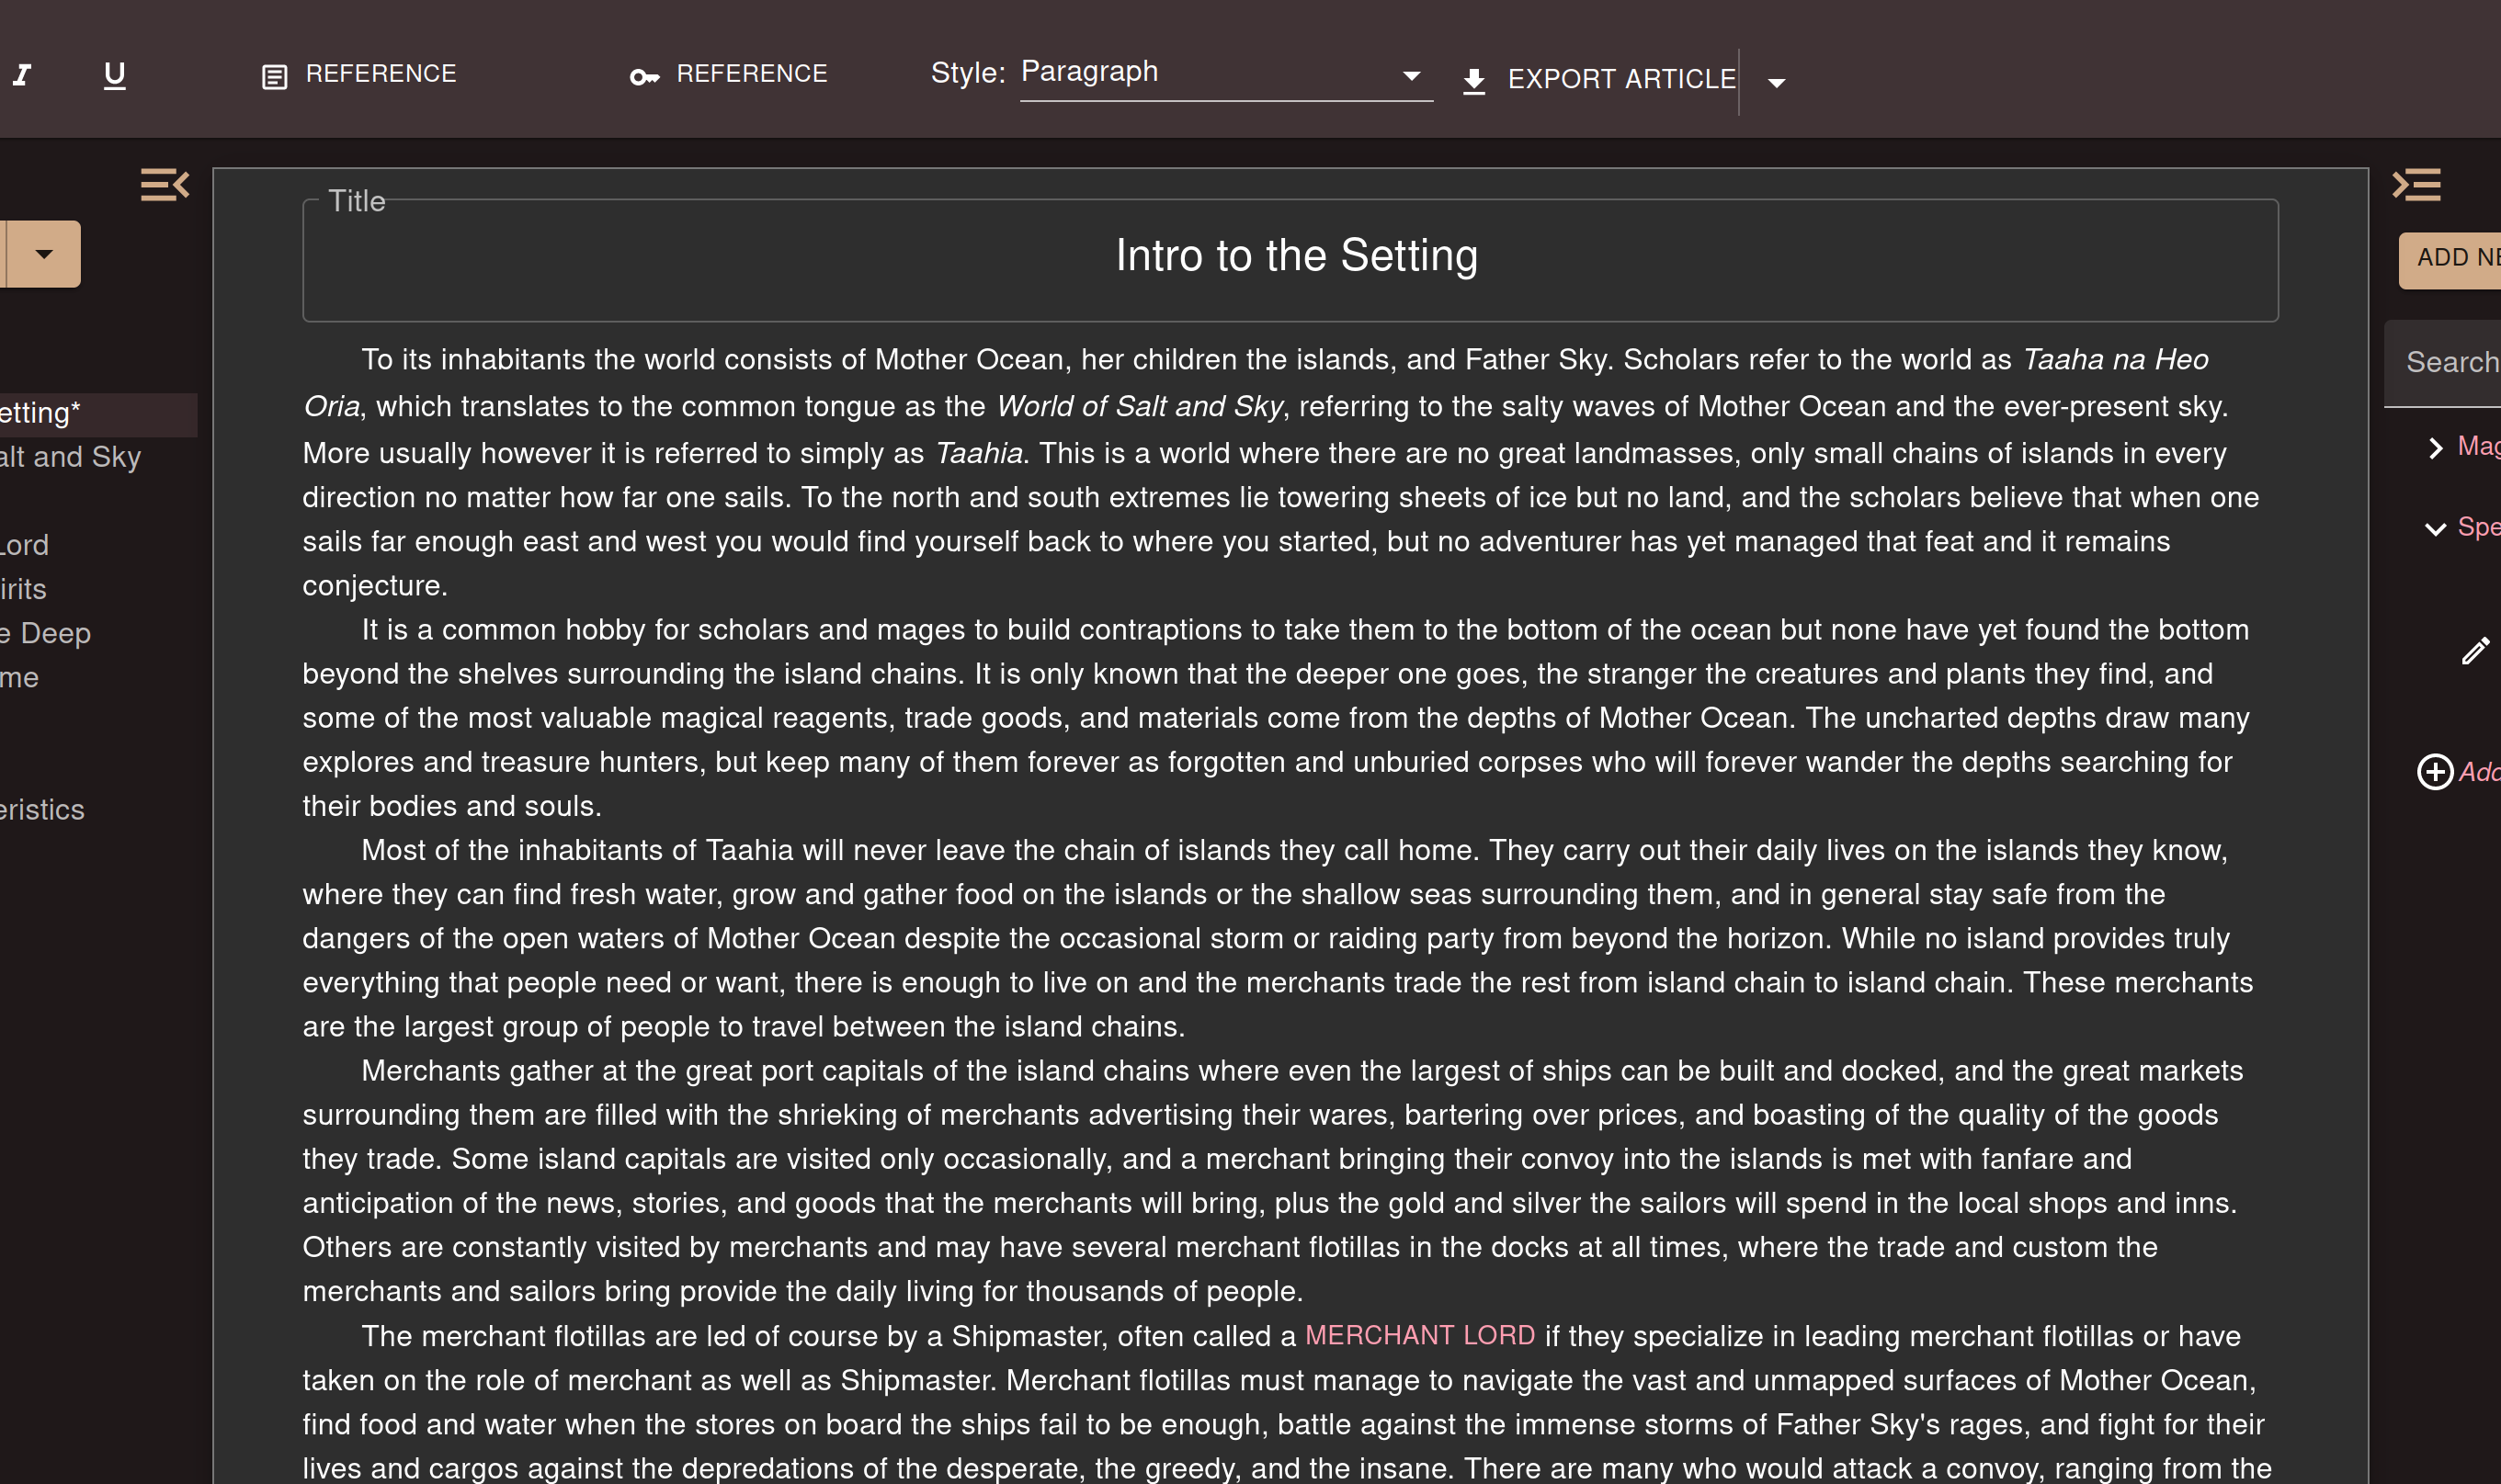 I U REFERENCE REFERENCE Style: Paragraph EXPORT ARTICLE
ADD NE
Search
etting*
alt and Sky
Lord
irits
e Deep
me
eristics
Title
Intro to the Setting
To its inhabitants the world consists of Mother Ocean, her children the islands, and Father Sky. Scholars refer to the world as Taaha na Heo
Oria, which translates to the common tongue as the World of Salt and Sky, referring to the salty waves of Mother Ocean and the ever-present sky.
More usually however it is referred to simply as Taahia. This is a world where there are no great landmasses, only small chains of islands in every
direction no matter how far one sails. To the north and south extremes lie towering sheets of ice but no land, and the scholars believe that when one
sails far enough east and west you would find yourself back to where you started, but no adventurer has yet managed that feat and it remains
conjecture.
It is a common hobby for scholars and mages to build contraptions to take them to the bottom of the ocean but none have yet found the bottom
beyond the shelves surrounding the island chains. It is only known that the deeper one goes, the stranger the creatures and plants they find, and
some of the most valuable magical reagents, trade goods, and materials come from the depths of Mother Ocean. The uncharted depths draw many
explores and treasure hunters, but keep many of them forever as forgotten and unburied corpses who will forever wander the depths searching for
their bodies and souls.
Most of the inhabitants of Taahia will never leave the chain of islands they call home. They carry out their daily lives on the islands they know,
where they can find fresh water, grow and gather food on the islands or the shallow seas surrounding them, and in general stay safe from the
dangers of the open waters of Mother Ocean despite the occasional storm or raiding party from beyond the horizon. While no island provides truly
everything that people need or want, there is enough to live on and the merchants trade the rest from island chain to island chain. These merchants
are the largest group of people to travel between the island chains.
Merchants gather at the great port capitals of the island chains where even the largest of ships can be built and docked, and the great markets
surrounding them are filled with the shrieking of merchants advertising their wares, bartering over prices, and boasting of the quality of the goods
they trade. Some island capitals are visited only occasionally, and a merchant bringing their convoy into the islands is met with fanfare and
anticipation of the news, stories, and goods that the merchants will bring, plus the gold and silver the sailors will spend in the local shops and inns.
Others are constantly visited by merchants and may have several merchant flotillas in the docks at all times, where the trade and custom the
merchants and sailors bring provide the daily living for thousands of people.
The merchant flotillas are led of course by a Shipmaster, often called a MERCHANT LORD if they specialize in leading merchant flotillas or have
taken on the role of merchant as well as Shipmaster. Merchant flotillas must manage to navigate the vast and unmapped surfaces of Mother Ocean,
find food and water when the stores on board the ships fail to be enough, battle against the immense storms of Father Sky's rages, and fight for their
lives and cargos against the depredations of the desperate, the greedy, and the insane. There are many who would attack a convoy, ranging from the
Mag
Spe
Add